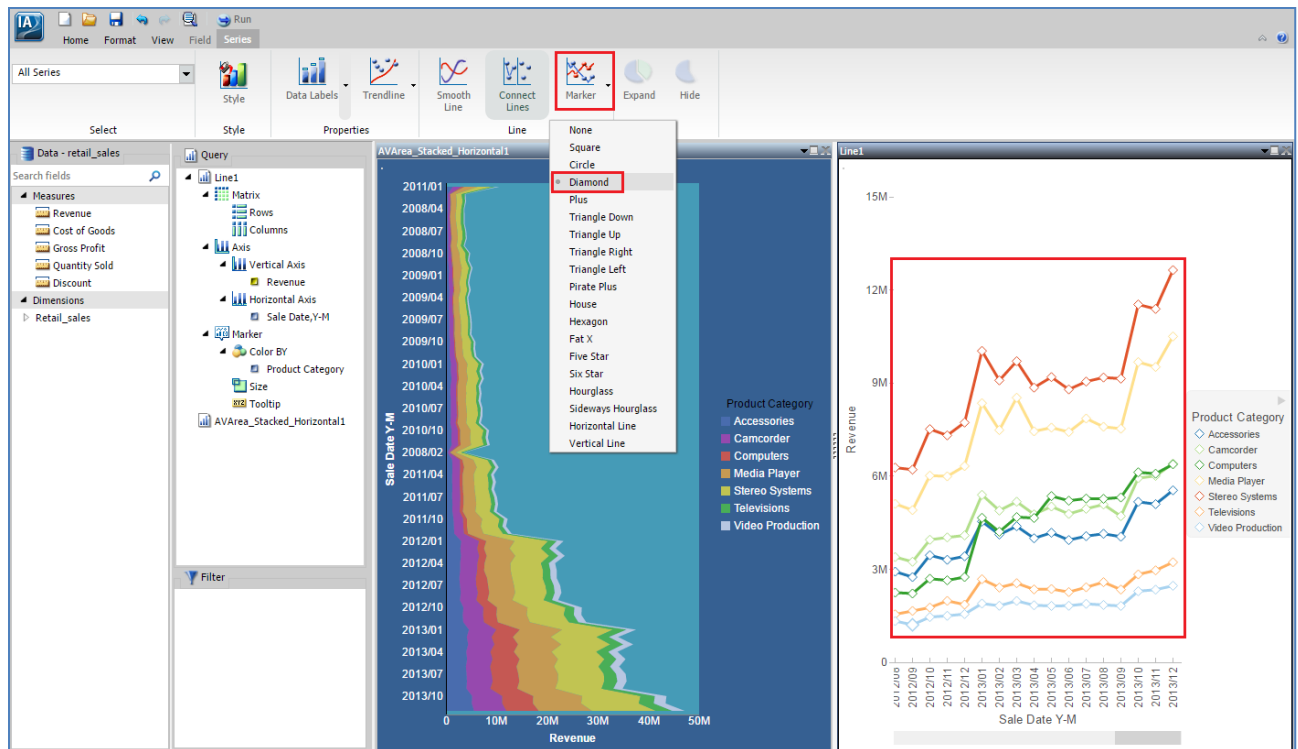 IA
Run
Home Format View Field Series
All Series
Style
Data Labels
Trendline
Smooth Line
Connect Lines
Marker
Expand
Hide
Select
Style
Properties
Line
None
Square
Circle
Diamond
Plus
Triangle Down
Triangle Up
Triangle Right
Triangle Left
Pirate Plus
House
Hexagon
Fat X
Five Star
Six Star
Hourglass
Sideways Hourglass
Horizontal Line
Vertical Line
Data - retail_sales
Search fields
Measures
Revenue
Cost of Goods
Gross Profit
Quantity Sold
Discount
Dimensions
Retail_sales
Query
Line1
Matrix
Rows
Columns
Axis
Vertical Axis
Revenue
Horizontal Axis
Sale Date,Y-M
Marker
Color BY
Product Category
Size
XYZ Tooltip
AVArea_Stacked_Horizontal1
Filter
AVArea_Stacked_Horizontal1
Sale Date Y-M
2011/01
2008/04
2008/07
2008/10
2009/01
2009/04
2009/07
2009/10
2010/01
2010/04
2010/07
2010/10
2008/02
2011/04
2011/07
2011/10
2012/01
2012/04
2012/07
2012/10
2013/01
2013/04
2013/07
2013/10
0 10M 20M 30M 40M 50M
Revenue
Product Category
Accessories
Camcorder
Computers
Media Player
Stereo Systems
Televisions
Video Production
Line1
15M
12M
9M
6M
3M
0
Revenue
2012/08
2012/09
2012/10
2012/11
2012/12
2013/01
2013/02
2013/03
2013/04
2013/05
2013/06
2013/07
2013/08
2013/09
2013/10
2013/11
2013/12
Sale Date Y-M
Product Category
Accessories
Camcorder
Computers
Media Player
Stereo Systems
Televisions
Video Production